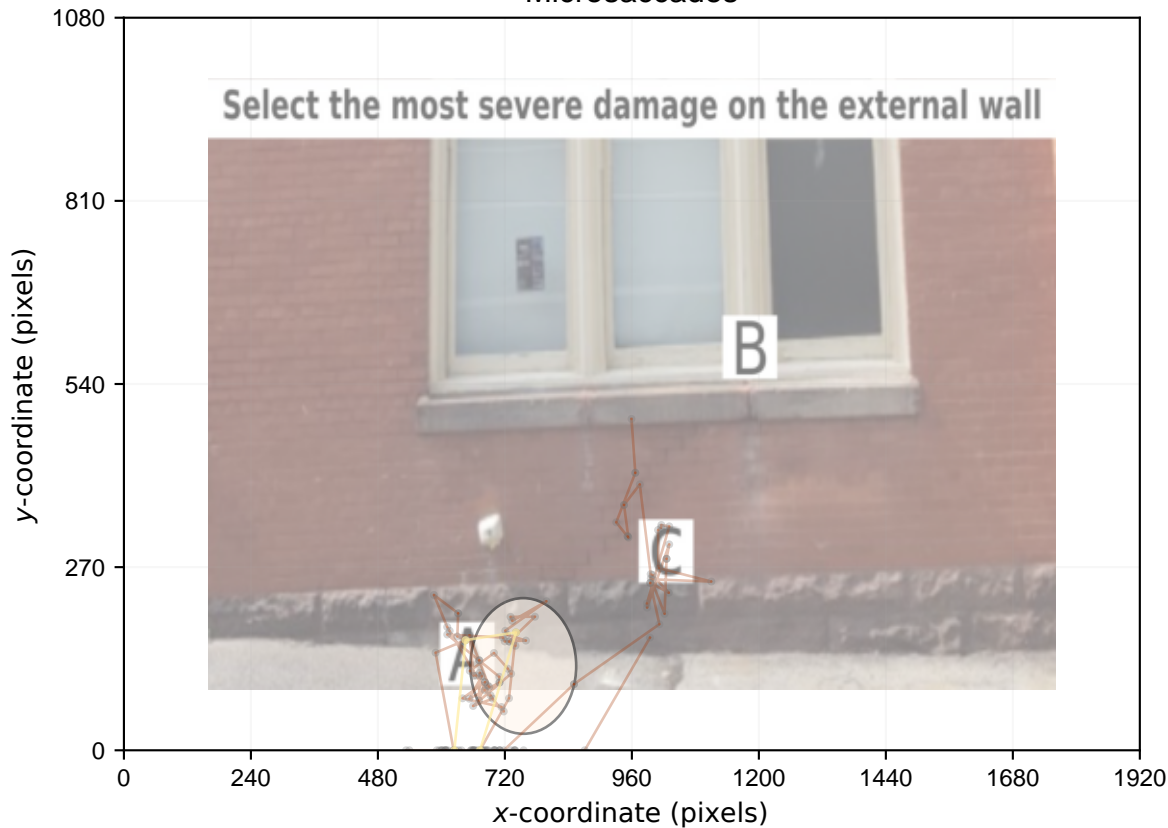 Microsaccades
1080
Select the most severe damage on the external wall
810
B
540
C
270
A
0
0 240 480 720 960 1200 1440 1680 1920
x-coordinate (pixels)
y-coordinate (pixels)